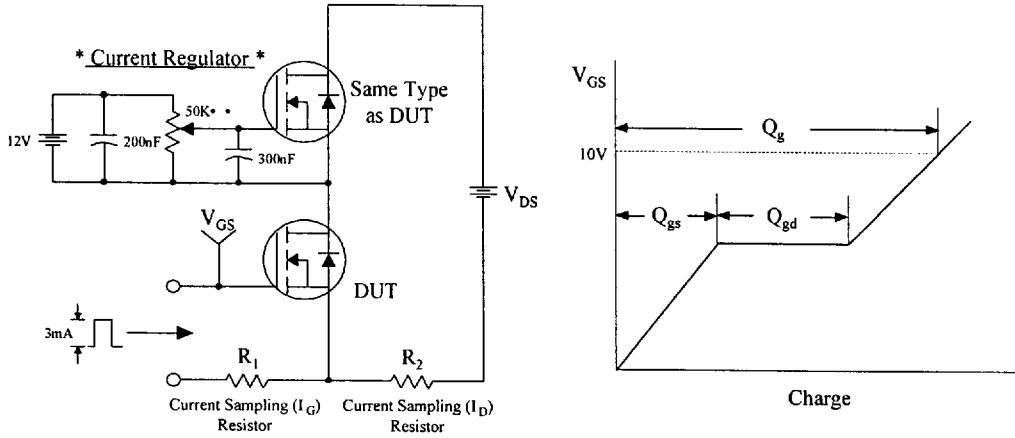 * Current Regulator *
50K
12V
200nF
300nF
Same Type
as DUT
V_DS
V_GS
DUT
3mA
R_1
R_2
Current Sampling (I_G)
Resistor
Current Sampling (I_D)
Resistor
V_GS
10V
Q_g
Q_gs
Q_gd
Charge